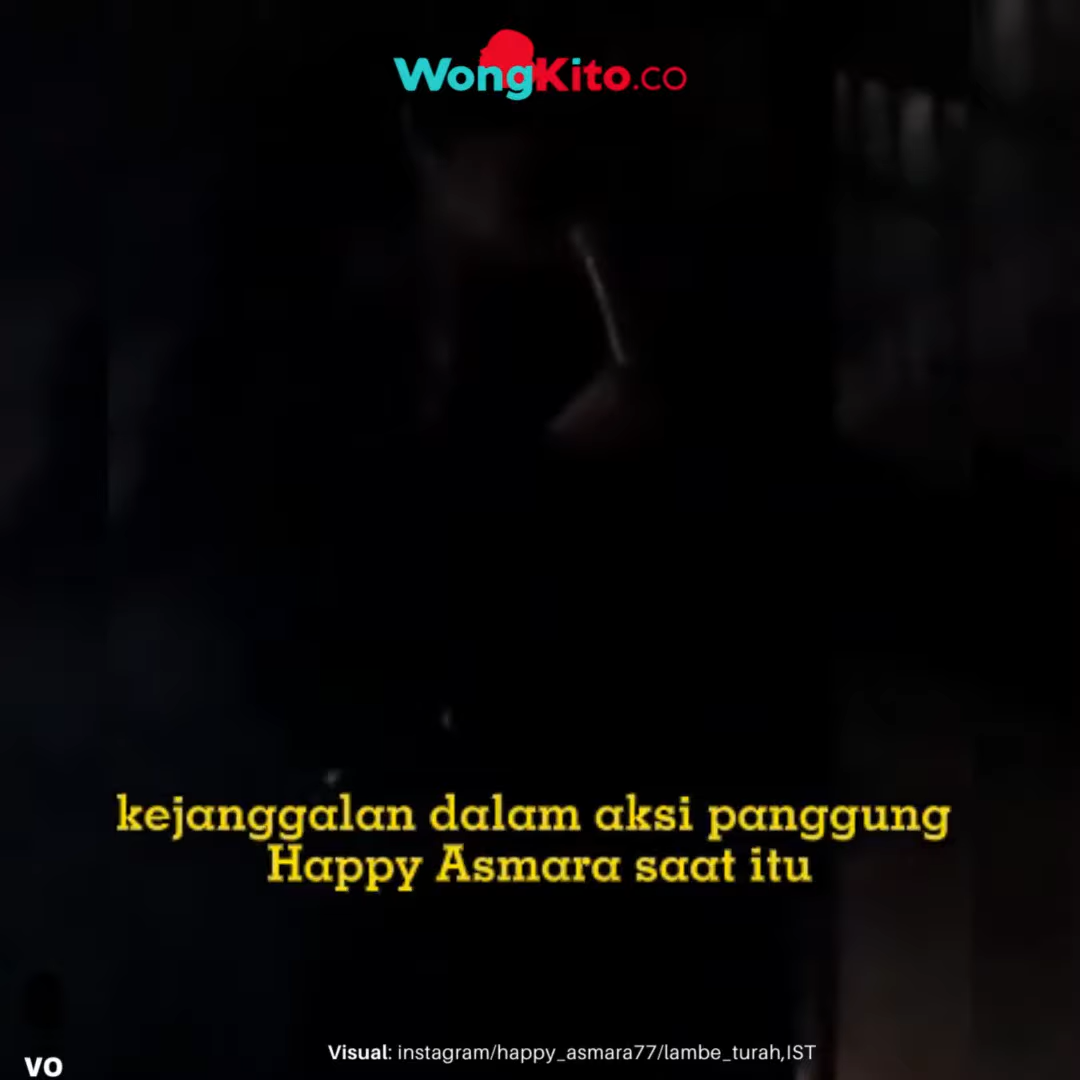 WongKito.co
kejanggalan dalam aksi panggung
Happy Asmara saat itu
Visual: instagram/happy_asmara77/lambe_turah,IST
VO